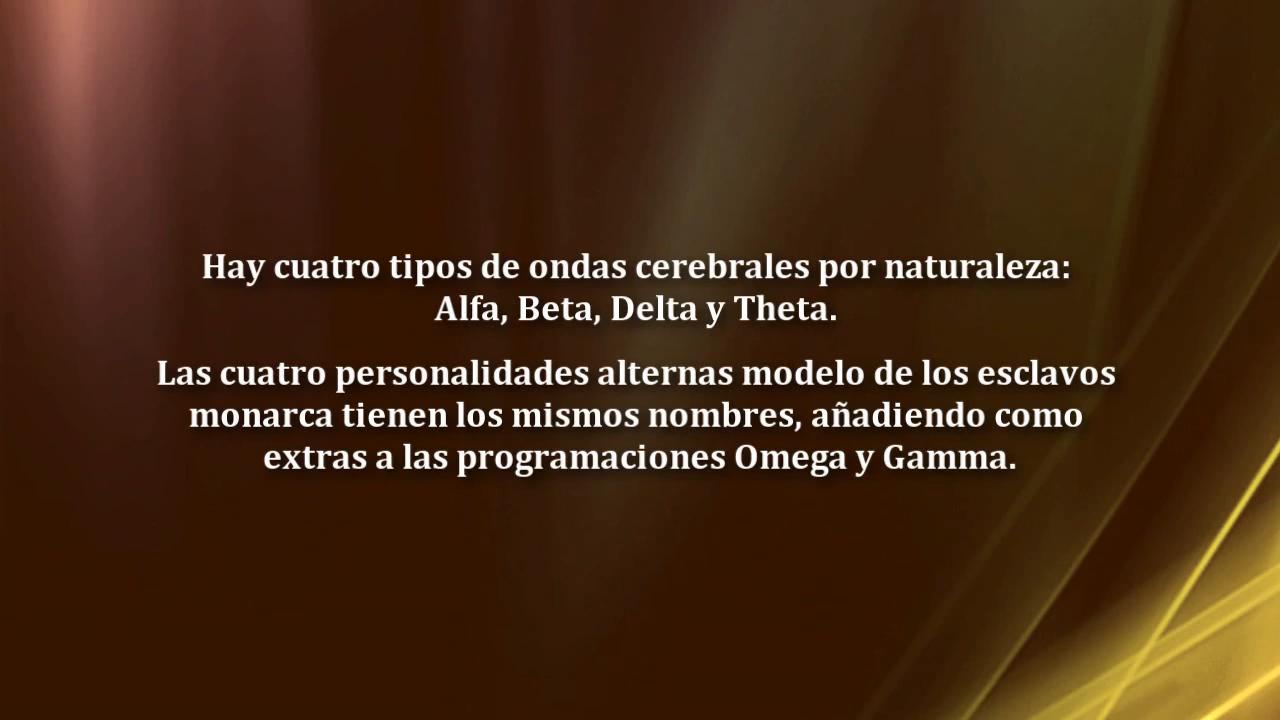 Hay cuatro tipos de ondas cerebrales por naturaleza:
Alfa, Beta, Delta y Theta.
Las cuatro personalidades alternas modelo de los esclavos
monarca tienen los mismos nombres, añadiendo como
extras a las programaciones Omega y Gamma.